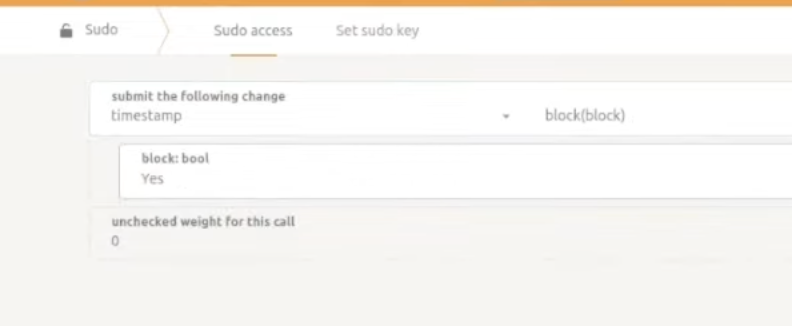 Sudo Sudo access Set sudo key
submit the following change
timestamp block(block)
block: bool
Yes
unchecked weight for this call
0